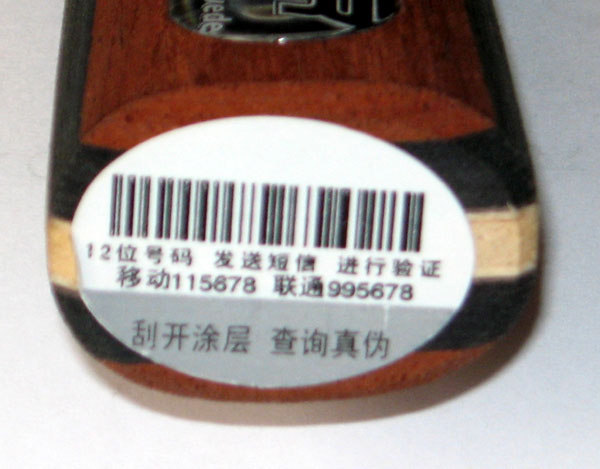 wede
12位号码 发送短信 进行验证
移动115678 联通995678
刮开涂层 查询真伪